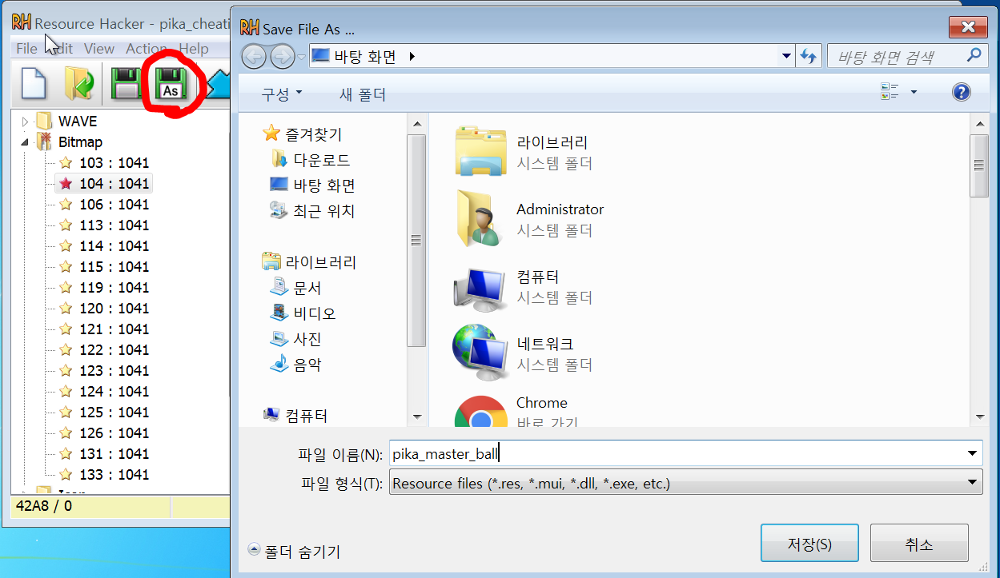 RH Resource Hacker - pika_cheati
File Edit View Action Help
As
WAVE
Bitmap
103 : 1041
104 : 1041
106 : 1041
113 : 1041
114 : 1041
115 : 1041
119 : 1041
120 : 1041
121 : 1041
122 : 1041
123 : 1041
124 : 1041
125 : 1041
126 : 1041
131 : 1041
133 : 1041
42A8 / 0
RH Save File As ...
바탕 화면
바탕 화면 검색
구성
새 폴더
즐겨찾기
다운로드
바탕 화면
최근 위치
라이브러리
문서
비디오
사진
음악
컴퓨터
라이브러리
시스템 폴더
Administrator
시스템 폴더
컴퓨터
시스템 폴더
네트워크
시스템 폴더
Chrome
바로 가기
파일 이름(N): pika_master_ball
파일 형식(T): Resource files (*.res, *.mui, *.dll, *.exe, etc.)
폴더 숨기기
저장(S)
취소